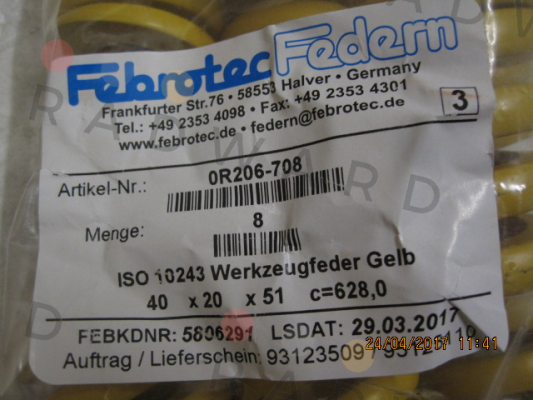 Febrotec Federn
Frankfurter Str.76 • 58553 Halver • Germany
Tel.: +49 2353 4098 • Fax: +49 2353 4301
www.febrotec.de • federn@febrotec.de
3
Artikel-Nr.: 0R206-708
Menge: 8
ISO 10243 Werkzeugfeder Gelb
40 x 20 x 51 c=628,0
FEBKDNR: 5806291 LSDAT: 29.03.2017
Auftrag / Lieferschein: 93123509 /
24/04/2017 11:41
RADWARD